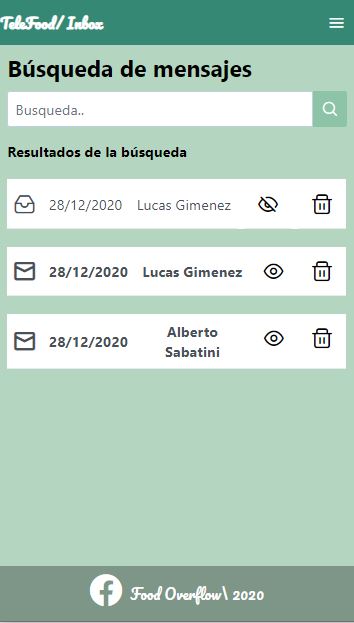 TeleFood/ Inbox
Búsqueda de mensajes
Busqueda..
Resultados de la búsqueda
28/12/2020 Lucas Gimenez
28/12/2020 Lucas Gimenez
28/12/2020 Alberto
Sabatini
Food Overflow\ 2020